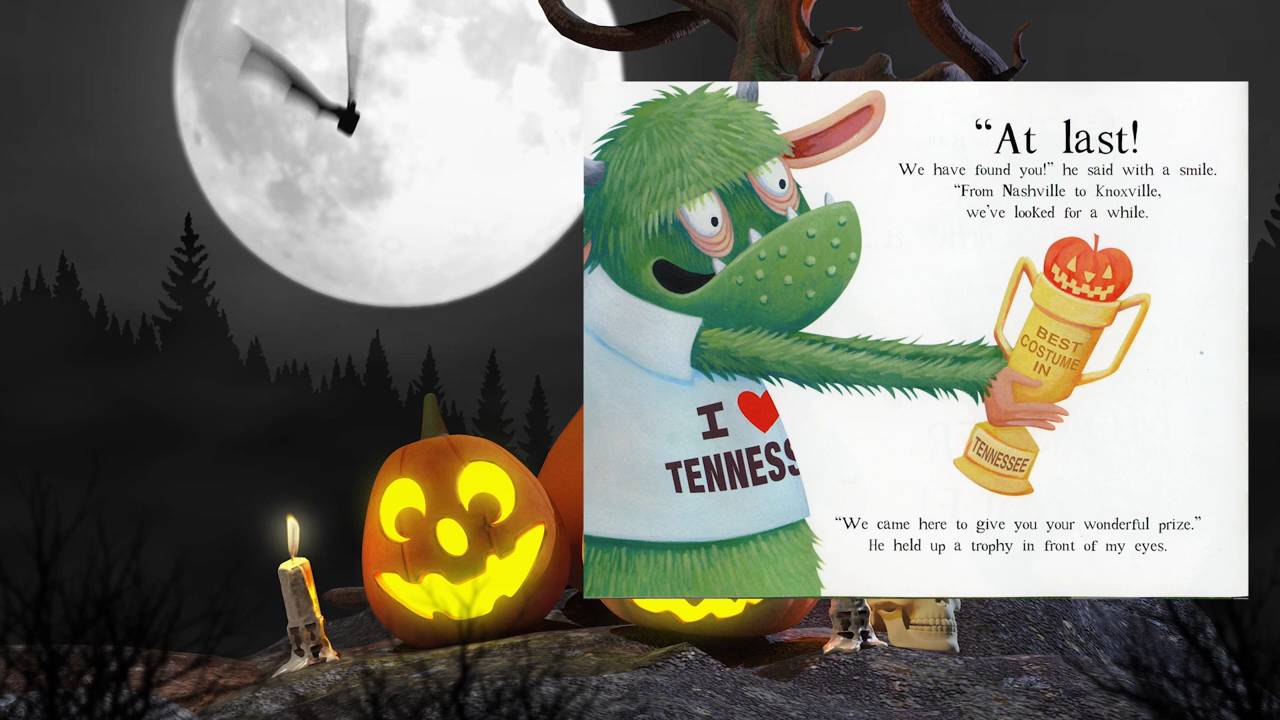 “At last!
We have found you!” he said with a smile.
“From Nashville to Knoxville,
we’ve looked for a while.
BEST
COSTUME
IN
TENNESSEE
I ♥
TENNESS
“We came here to give you your wonderful prize.”
He held up a trophy in front of my eyes.